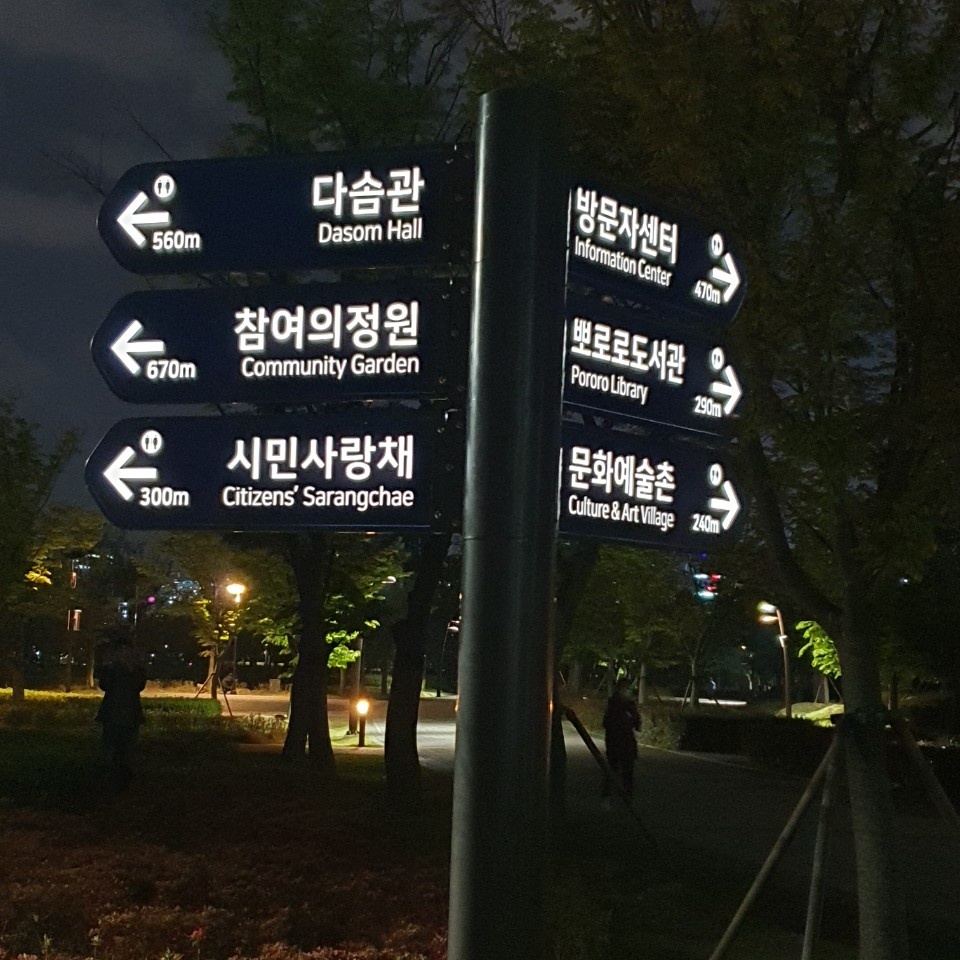 다솜관
Dasom Hall
560m
참여의정원
Community Garden
670m
시민사랑채
Citizens' Sarangchae
300m
방문자센터
Information Center
470m
뽀로로도서관
Pororo Library
290m
문화예술촌
Culture & Art Village
240m